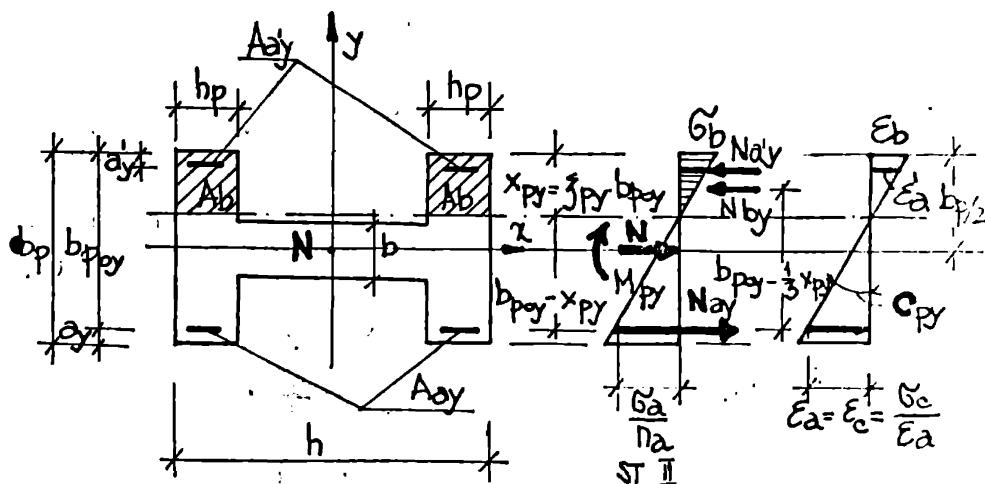 Aa'y
y
hp
hp
a'y
Ab
Ab
bp
bpoy
N
b
x
ay
Aay
h
xpy = ξpy bpoy
bpoy - xpy
σb
Na'y
Nby
N
Mpy
Nay
bpoy - 1/3 xpy
σa/na
ST II
εb
ε'a
bp/2
Cpy
εa = εc = σc/Ea